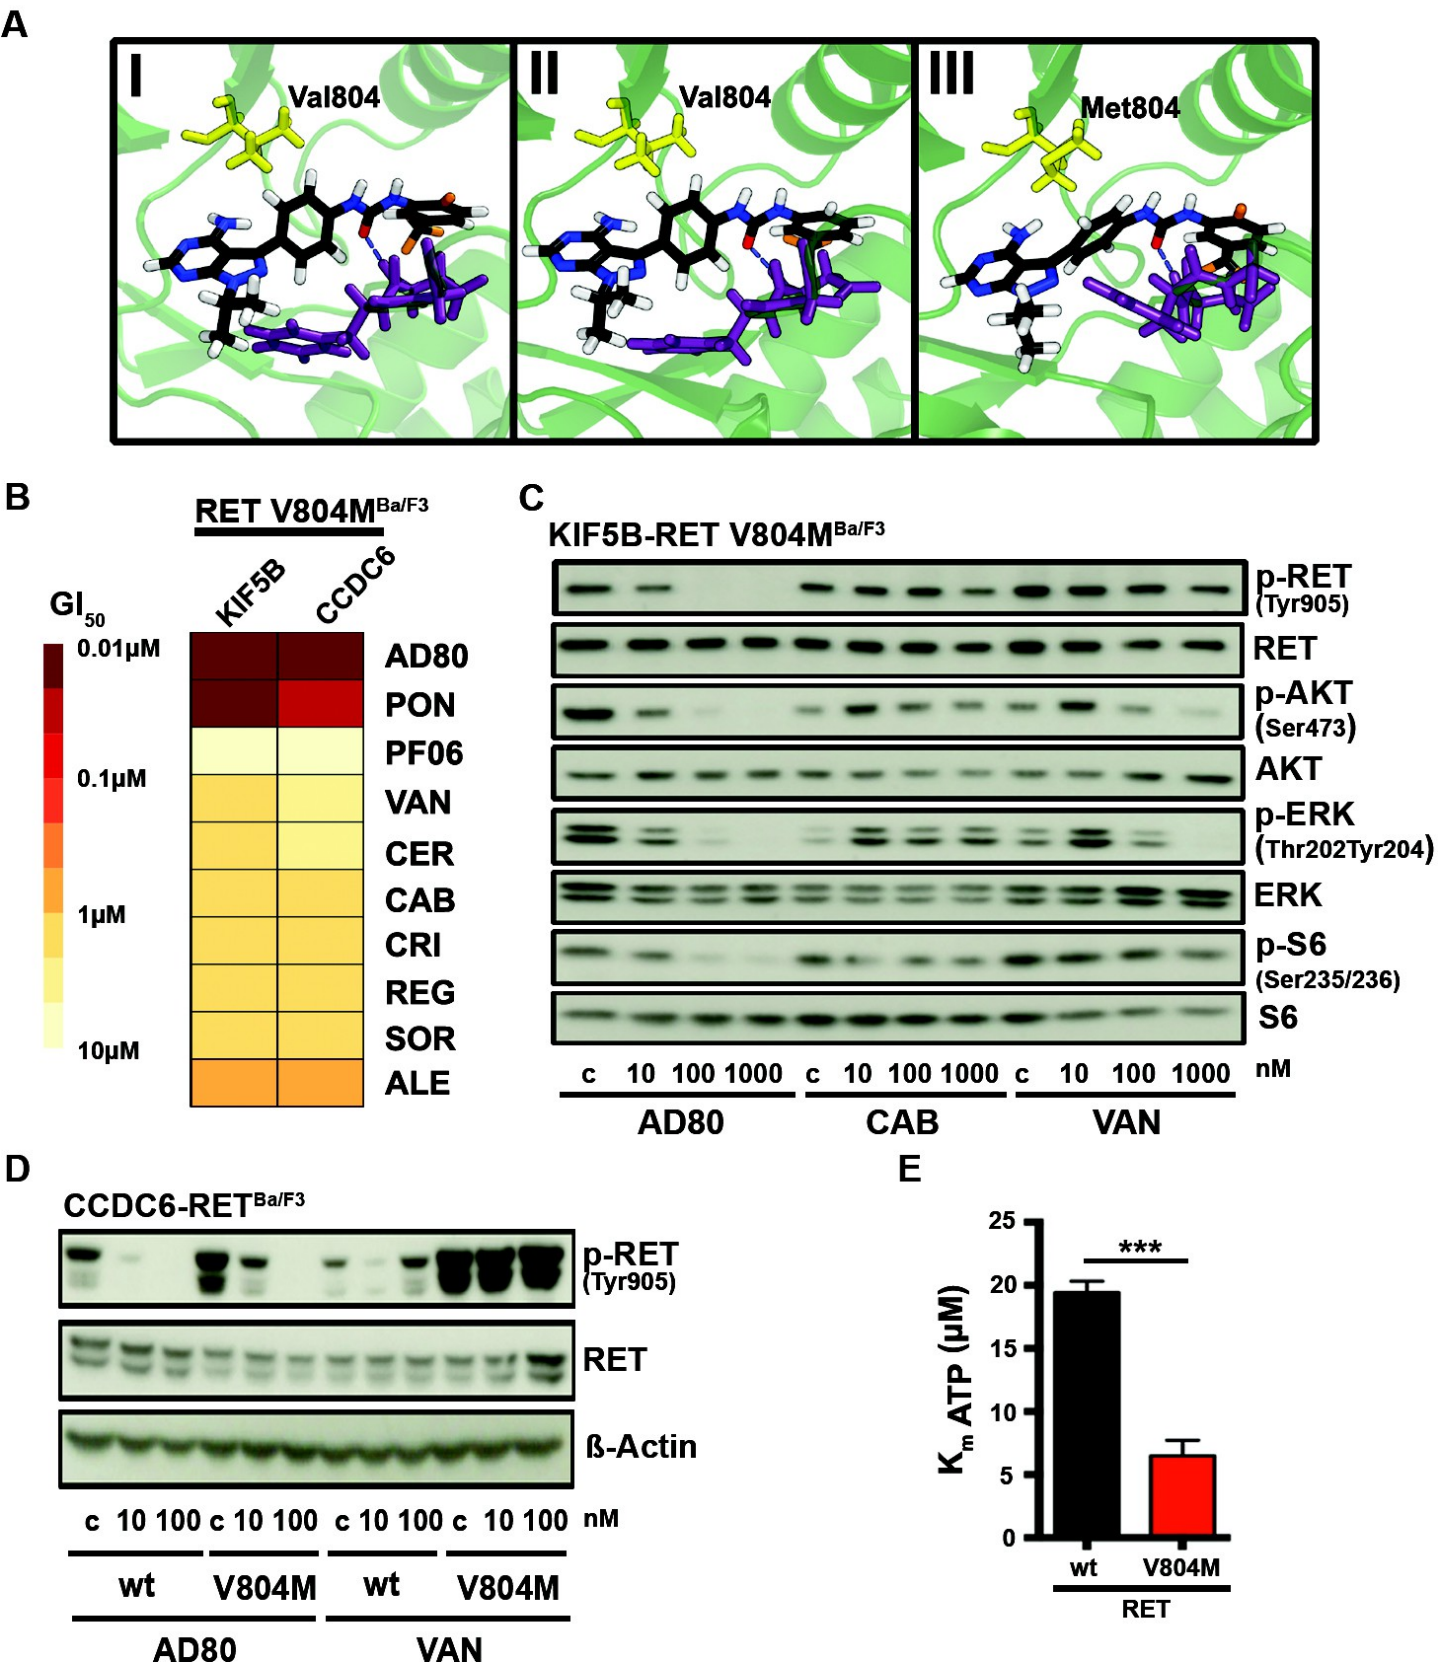 A
I
Val804
II
Val804
III
Met804
B
RET V804M^Ba/F3
KIF5B
CCDC6
GI50
0.01µM
0.1µM
1µM
10µM
AD80
PON
PF06
VAN
CER
CAB
CRI
REG
SOR
ALE
C
KIF5B-RET V804M^Ba/F3
p-RET
(Tyr905)
RET
p-AKT
(Ser473)
AKT
p-ERK
(Thr202Tyr204)
ERK
p-S6
(Ser235/236)
S6
c 10 100 1000 c 10 100 1000 c 10 100 1000 nM
AD80 CAB VAN
D
CCDC6-RET^Ba/F3
p-RET
(Tyr905)
RET
ß-Actin
c 10 100 c 10 100 c 10 100 c 10 100 nM
wt V804M wt V804M
AD80 VAN
E
Km ATP (µM)
25
20
15
10
5
0
***
wt V804M
RET